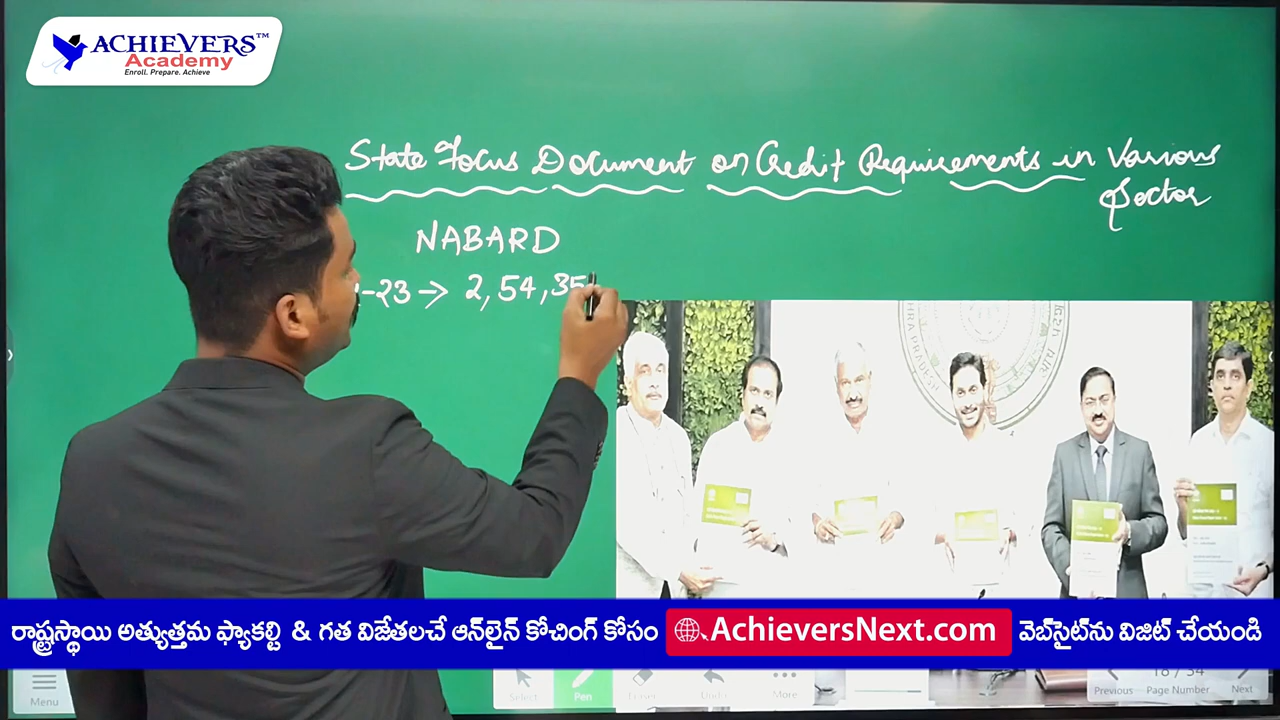 ACHIEVERS™
Academy
Enroll. Prepare. Achieve
State Focus Document on Credit Requirements in Various
Sector
NABARD
-23 → 2,54,35
రాష్ట్రస్థాయి అత్యుత్తమ ఫ్యాకల్టి & గత విజేతలచే ఆన్‌లైన్ కోచింగ్ కోసం AchieversNext.com వెబ్‌సైట్‌ను విజిట్ చేయండి
Menu Select Pen Eraser Undo More Previous 18 / 34 Page Number Next